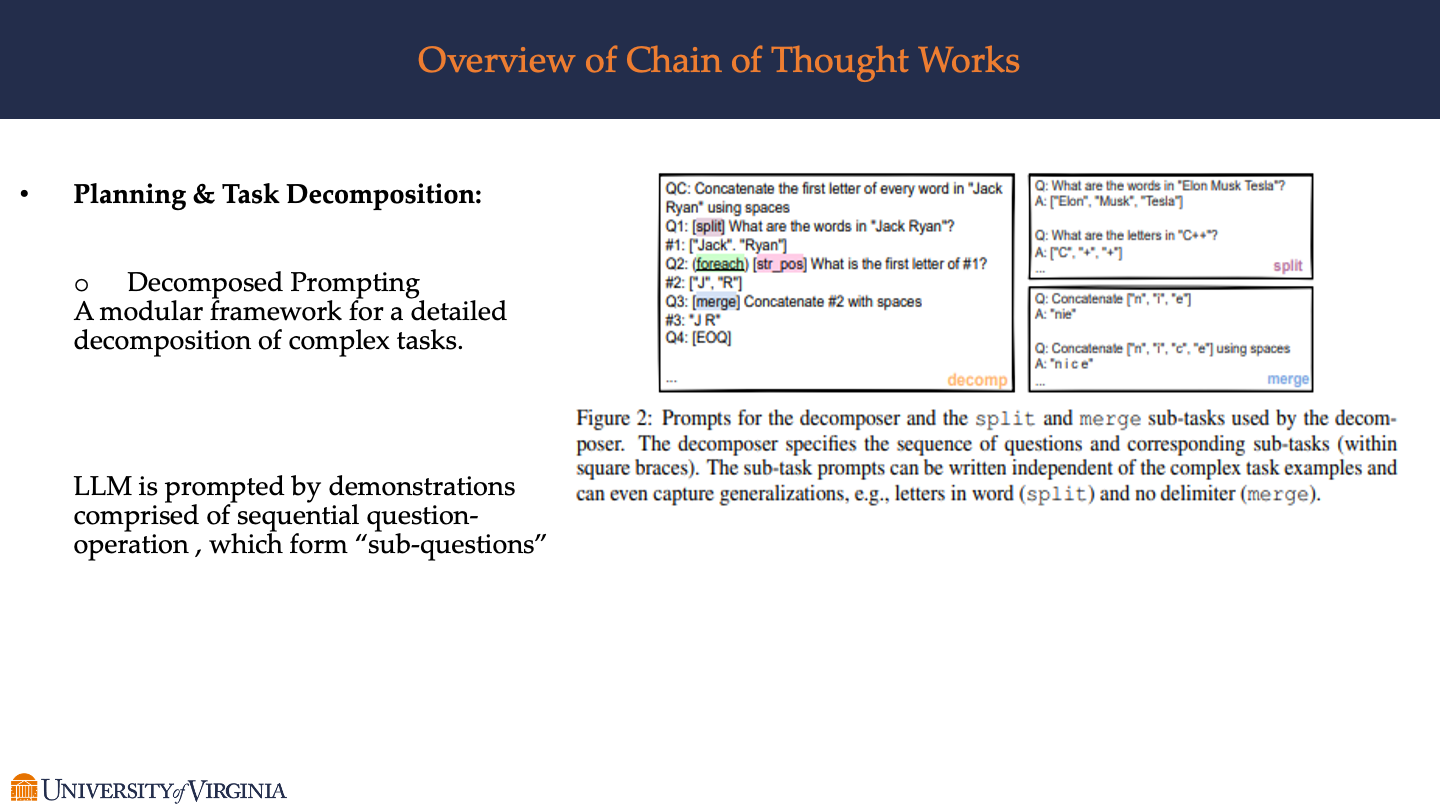 Overview of Chain of Thought Works
• Planning & Task Decomposition:
o Decomposed Prompting
A modular framework for a detailed
decomposition of complex tasks.
LLM is prompted by demonstrations
comprised of sequential question-
operation , which form “sub-questions”
QC: Concatenate the first letter of every word in "Jack
Ryan" using spaces
Q1: [split] What are the words in "Jack Ryan"?
#1: ["Jack". "Ryan"]
Q2: (foreach) [str_pos] What is the first letter of #1?
#2: ["J", "R"]
Q3: [merge] Concatenate #2 with spaces
#3: "J R"
Q4: [EOQ]
...
decomp
Q: What are the words in "Elon Musk Tesla"?
A: ["Elon", "Musk", "Tesla"]
Q: What are the letters in "C++"?
A: ["C", "+", "+"]
...
split
Q: Concatenate ["n", "i", "e"]
A: "nie"
Q: Concatenate ["n", "i", "c", "e"] using spaces
A: "n i c e"
...
merge
Figure 2: Prompts for the decomposer and the split and merge sub-tasks used by the decom-
poser. The decomposer specifies the sequence of questions and corresponding sub-tasks (within
square braces). The sub-task prompts can be written independent of the complex task examples and
can even capture generalizations, e.g., letters in word (split) and no delimiter (merge).
UNIVERSITY of VIRGINIA